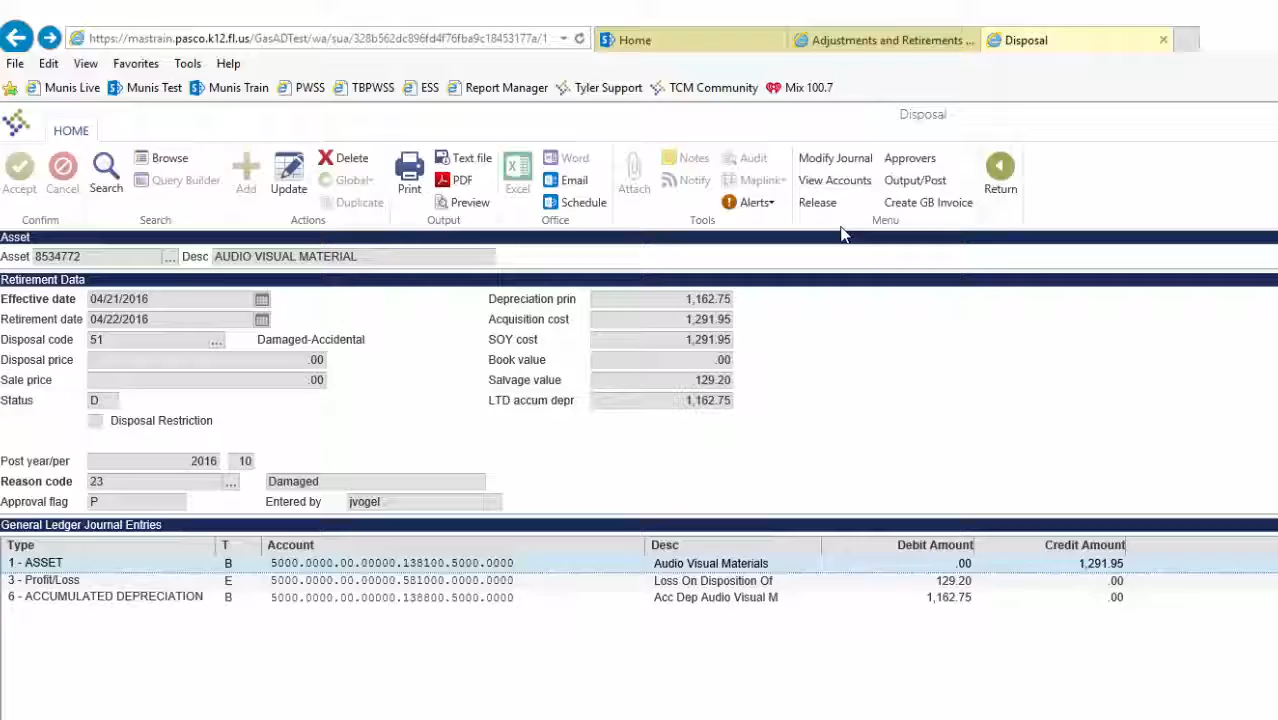 https://mastrain.pasco.k12.fl.us/GasADTest/wa/sua/328b562dc896fd4f76fba9c18453177a/1 Home Adjustments and Retirements ... Disposal
File Edit View Favorites Tools Help
Munis Live Munis Test Munis Train PWSS TBPWSS ESS Report Manager Tyler Support TCM Community Mix 100.7
Disposal -
HOME
Browse Delete Text file Word Notes Audit Modify Journal Approvers
Accept Cancel Search Query Builder Add Update Global Print PDF Excel Email Attach Notify Maplink View Accounts Output/Post Return
Duplicate Preview Schedule Alerts Release Create GB Invoice
Confirm Search Actions Output Office Tools Menu
Asset
Asset 8534772 ... Desc AUDIO VISUAL MATERIAL
Retirement Data
Effective date 04/21/2016 Depreciation prin 1,162.75
Retirement date 04/22/2016 Acquisition cost 1,291.95
Disposal code 51 ... Damaged-Accidental SOY cost 1,291.95
Disposal price .00 Book value .00
Sale price .00 Salvage value 129.20
Status D LTD accum depr 1,162.75
Disposal Restriction
Post year/per 2016 10
Reason code 23 ... Damaged
Approval flag P Entered by jvogel
General Ledger Journal Entries
Type T Account Desc Debit Amount Credit Amount
1 - ASSET B 5000.0000.00.00000.138100.5000.0000 Audio Visual Materials .00 1,291.95
3 - Profit/Loss E 5000.0000.00.00000.581000.0000.0000 Loss On Disposition Of 129.20 .00
6 - ACCUMULATED DEPRECIATION B 5000.0000.00.00000.138800.5000.0000 Acc Dep Audio Visual M 1,162.75 .00